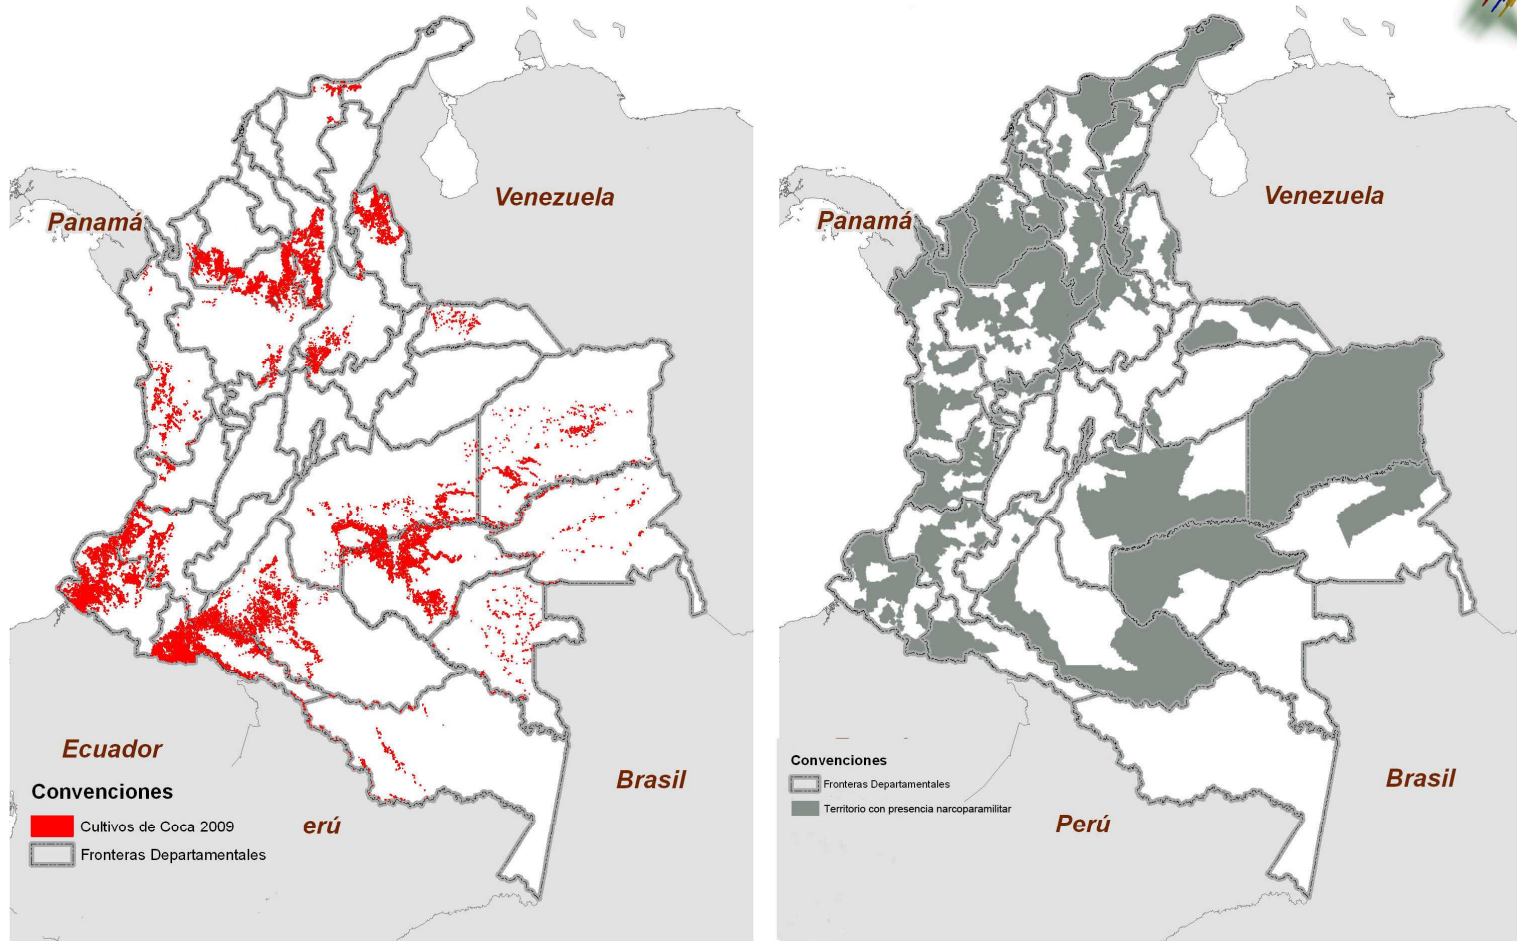 Venezuela
Panamá
Ecuador
Brasil
Convenciones
Cultivos de Coca 2009
erú
Fronteras Departamentales
Venezuela
Panamá
Convenciones
Fronteras Departamentales
Territorio con presencia narcoparamilitar
Brasil
Perú